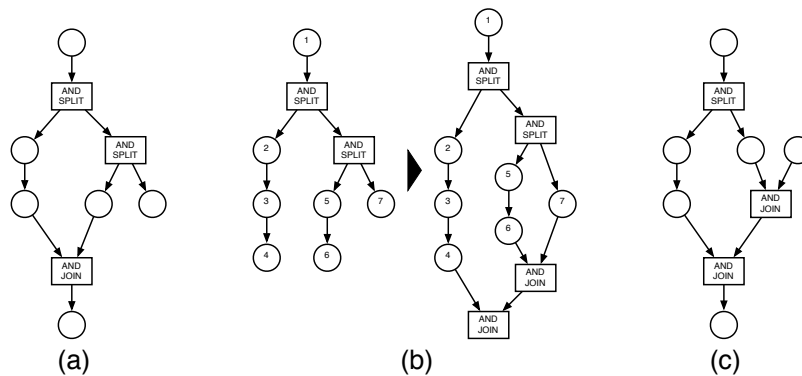 1
1
AND
SPLIT
AND
SPLIT
AND
SPLIT
AND
SPLIT
AND
SPLIT
2
AND
SPLIT
AND
SPLIT
2
5
3
5
7
3
7
AND
JOIN
6
4
6
4
AND
JOIN
AND
JOIN
AND
JOIN
AND
JOIN
(a)
(b)
(c)